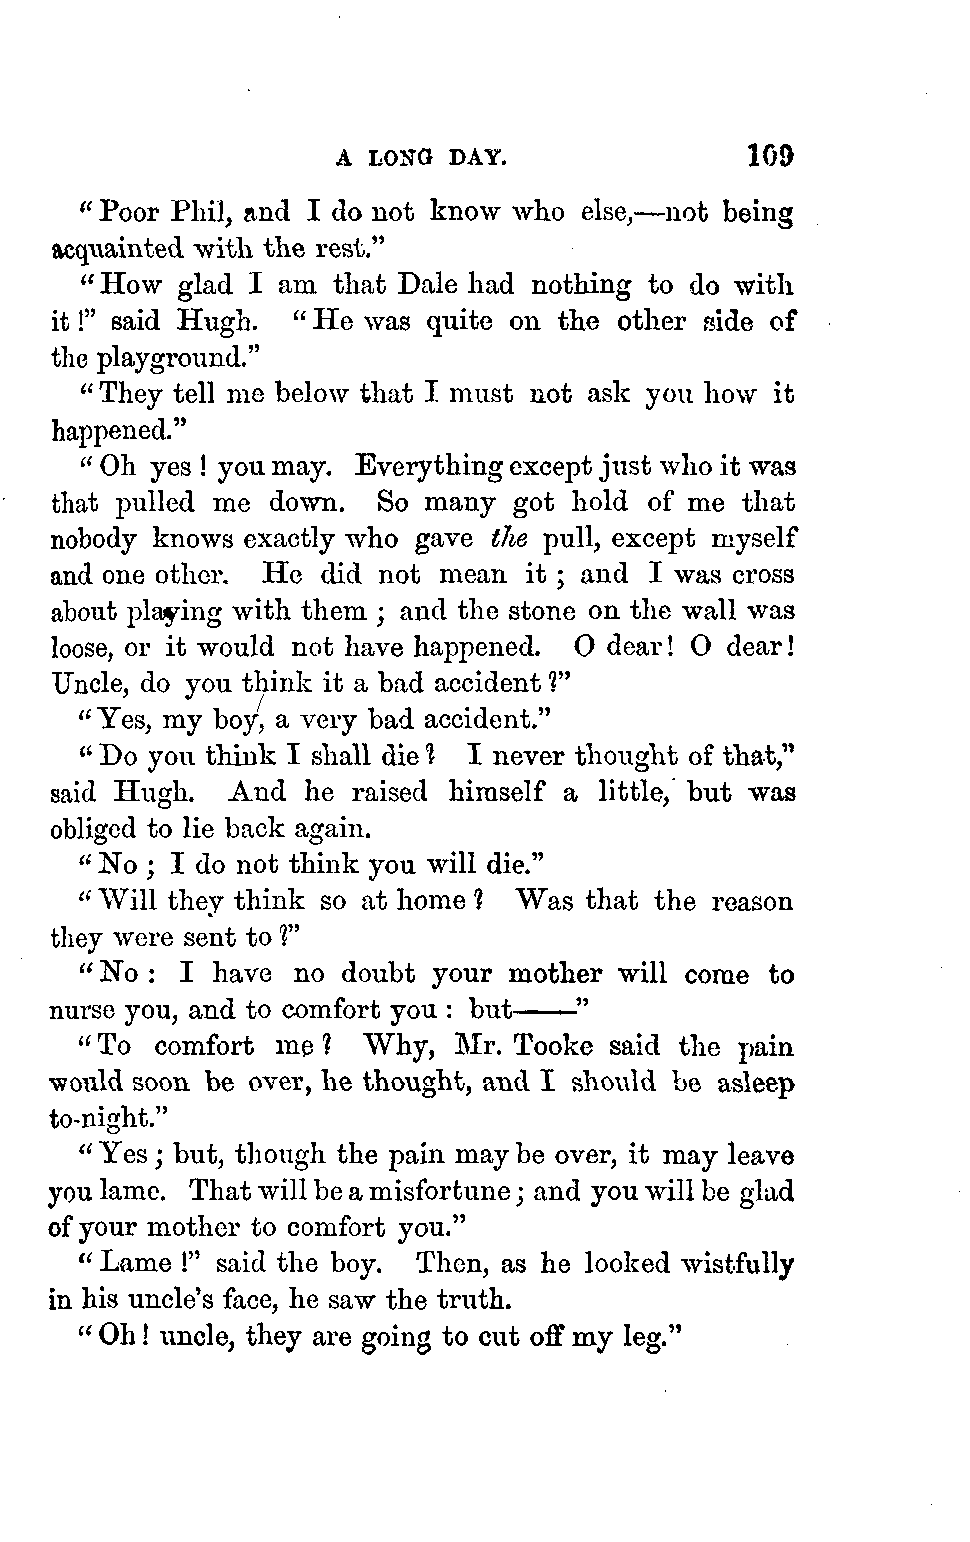 A LONG DAY. 109
"Poor Phil, and I do not know who else,—not being
acquainted with the rest."
"How glad I am that Dale had nothing to do with
it!" said Hugh. "He was quite on the other side of
the playground."
"They tell me below that I must not ask you how it
happened."
"Oh yes! you may. Everything except just who it was
that pulled me down. So many got hold of me that
nobody knows exactly who gave the pull, except myself
and one other. He did not mean it; and I was cross
about playing with them; and the stone on the wall was
loose, or it would not have happened. O dear! O dear!
Uncle, do you think it a bad accident?"
"Yes, my boy, a very bad accident."
"Do you think I shall die? I never thought of that,"
said Hugh. And he raised himself a little, but was
obliged to lie back again.
"No; I do not think you will die."
"Will they think so at home? Was that the reason
they were sent to?"
"No: I have no doubt your mother will come to
nurse you, and to comfort you: but——"
"To comfort me? Why, Mr. Tooke said the pain
would soon be over, he thought, and I should be asleep
to-night."
"Yes; but, though the pain may be over, it may leave
you lame. That will be a misfortune; and you will be glad
of your mother to comfort you."
"Lame!" said the boy. Then, as he looked wistfully
in his uncle's face, he saw the truth.
"Oh! uncle, they are going to cut off my leg."